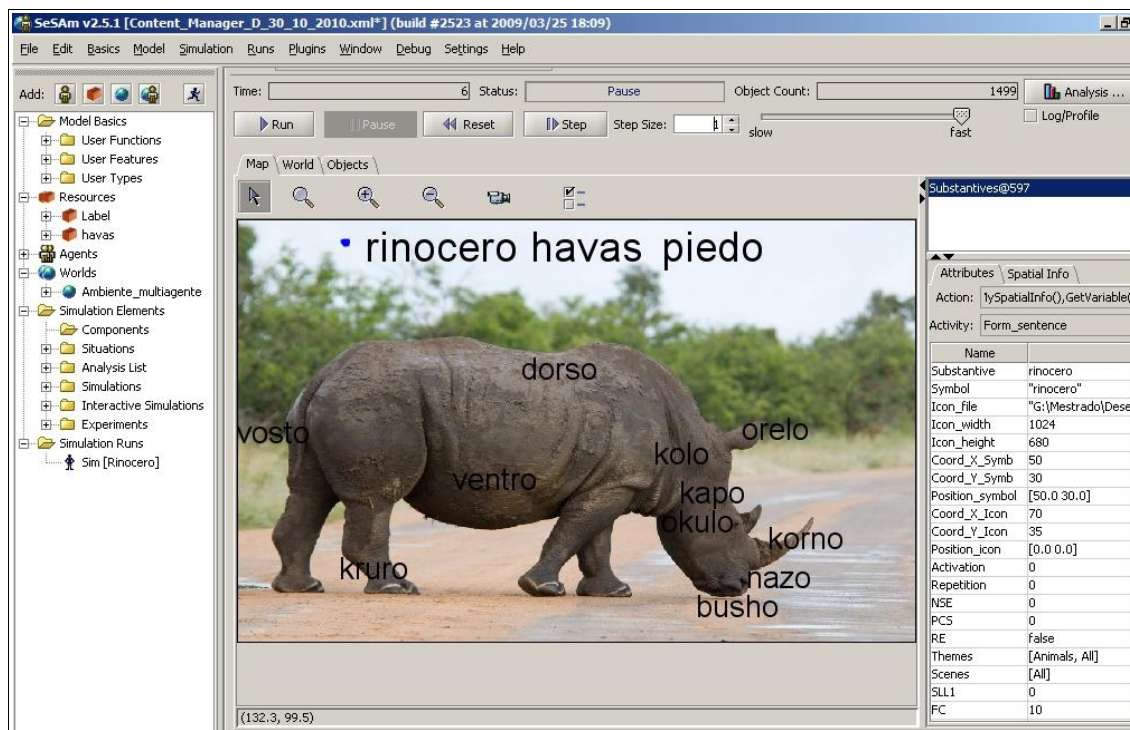 SeSAm v2.5.1 [Content_Manager_D_30_10_2010.xml*] (build #2523 at 2009/03/25 18:09)
File Edit Basics Model Simulation Runs Plugins Window Debug Settings Help
Add:
Model Basics
User Functions
User Features
User Types
Resources
Label
havas
Agents
Worlds
Ambiente_multiagente
Simulation Elements
Components
Situations
Analysis List
Simulations
Interactive Simulations
Experiments
Simulation Runs
Sim [Rinocero]
Time: 6 Status: Pause Object Count: 1499 Analysis ...
Run Pause Reset Step Step Size: 1 slow fast Log/Profile
Map World Objects
rinocero havas piedo
dorso
vosto
orelo
kolo
ventro
kapo
okulo
korno
kruro
nazo
busho
(132.3, 99.5)
Substantives@597
Attributes Spatial Info
Action: 1ySpatialInfo(),GetVariable(
Activity: Form_sentence
Name
Substantive rinocero
Symbol "rinocero"
Icon_file "G:\Mestrado\Dese
Icon_width 1024
Icon_height 680
Coord_X_Symb 50
Coord_Y_Symb 30
Position_symbol [50.0 30.0]
Coord_X_Icon 70
Coord_Y_Icon 35
Position_icon [0.0 0.0]
Activation 0
Repetition 0
NSE 0
PCS 0
RE false
Themes [Animals, All]
Scenes [All]
SLL1 0
FC 10